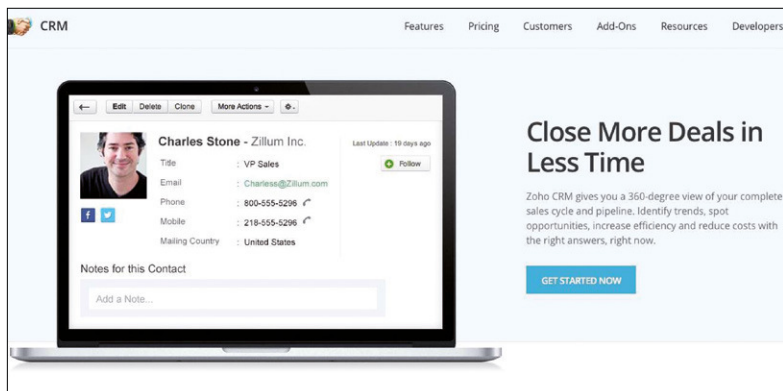 CRM Features Pricing Customers Add-Ons Resources Developers
Edit Delete Clone More Actions
Charles Stone - Zillum Inc.
Last Update : 19 days ago
Title : VP Sales
Follow
Email : Charless@Zillum.com
Phone : 800-555-5296
Mobile : 218-555-5296
Mailing Country : United States
Notes for this Contact
Add a Note...
Close More Deals in
Less Time
Zoho CRM gives you a 360-degree view of your complete
sales cycle and pipeline. Identify trends, spot
opportunities, increase efficiency and reduce costs with
the right answers, right now.
GET STARTED NOW